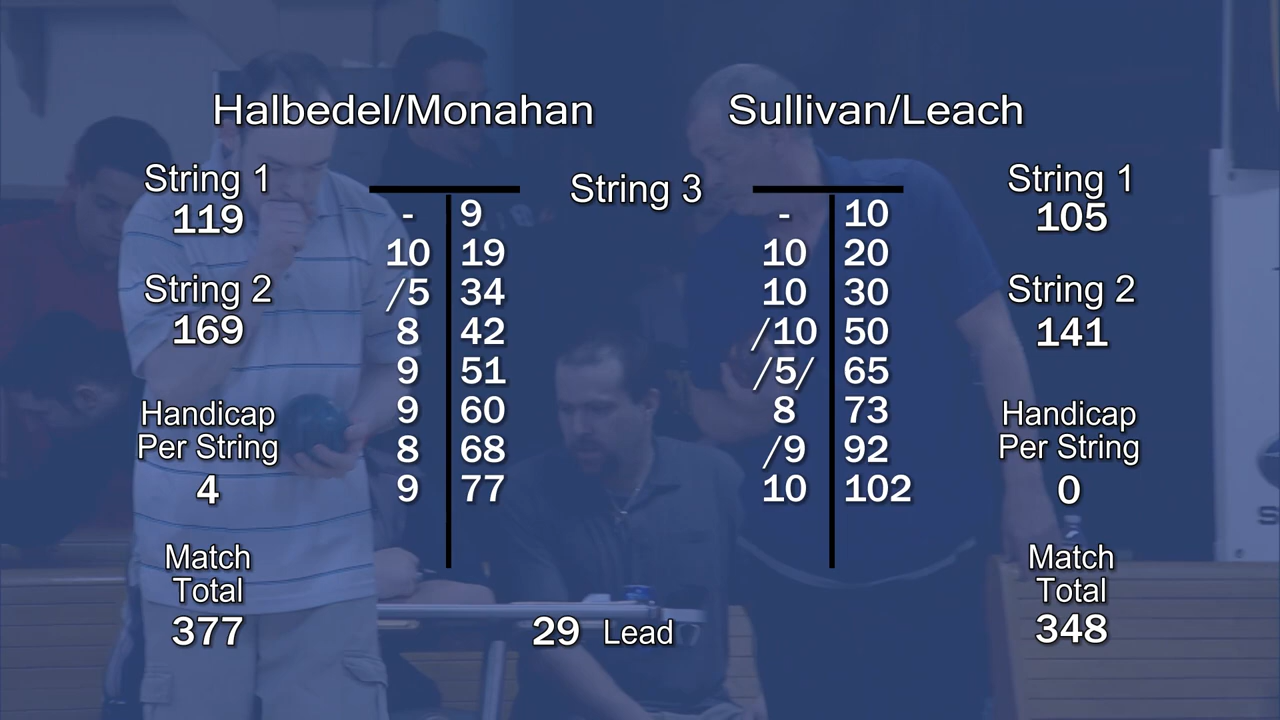 Halbedel/Monahan
Sullivan/Leach
String 1
119
String 2
169
Handicap
Per String
4
Match
Total
377
- 9
10 19
/5 34
8 42
9 51
9 60
8 68
9 77
String 3
- 10
10 20
10 30
/10 50
/5/ 65
8 73
/9 92
10 102
29 Lead
String 1
105
String 2
141
Handicap
Per String
0
Match
Total
348